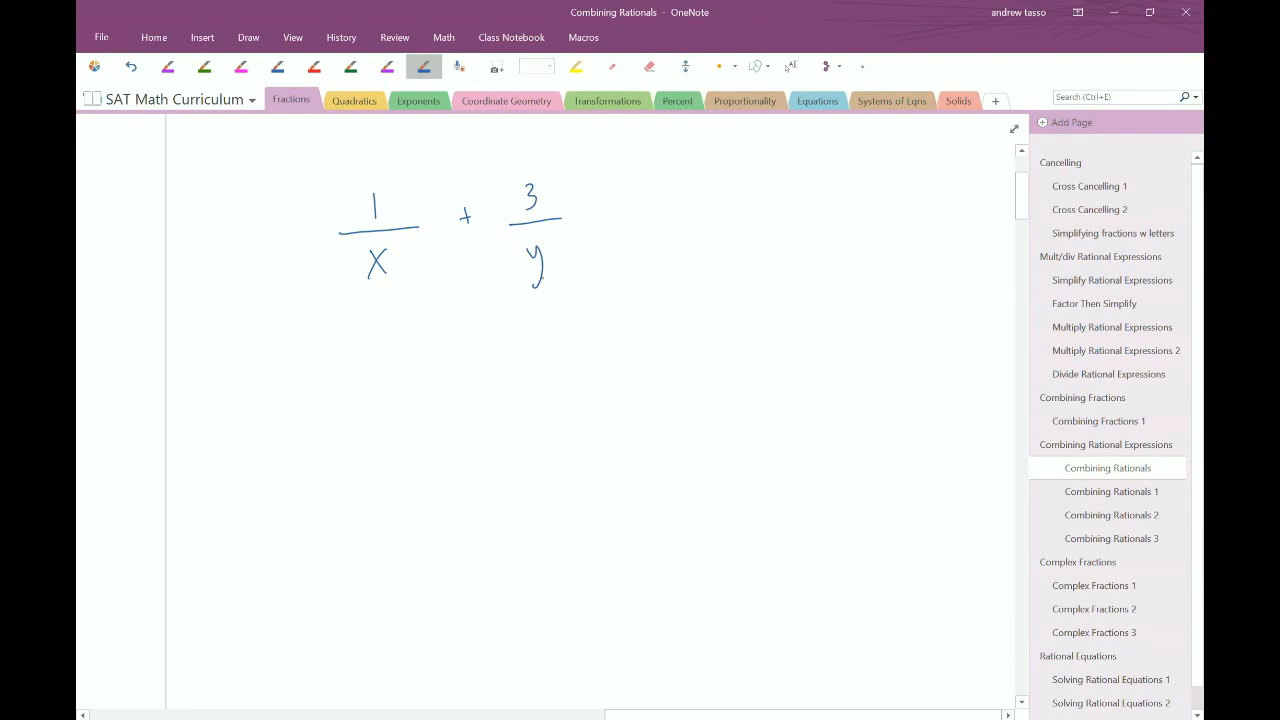 Combining Rationals - OneNote
andrew tasso
File Home Insert Draw View History Review Math Class Notebook Macros
SAT Math Curriculum
Fractions Quadratics Exponents Coordinate Geometry Transformations Percent Proportionality Equations Systems of Eqns Solids +
Search (Ctrl+E)
Add Page
Cancelling
Cross Cancelling 1
Cross Cancelling 2
Simplifying fractions w letters
Mult/div Rational Expressions
Simplify Rational Expressions
Factor Then Simplify
Multiply Rational Expressions
Multiply Rational Expressions 2
Divide Rational Expressions
Combining Fractions
Combining Fractions 1
Combining Rational Expressions
Combining Rationals
Combining Rationals 1
Combining Rationals 2
Combining Rationals 3
Complex Fractions
Complex Fractions 1
Complex Fractions 2
Complex Fractions 3
Rational Equations
Solving Rational Equations 1
Solving Rational Equations 2
1/x + 3/y